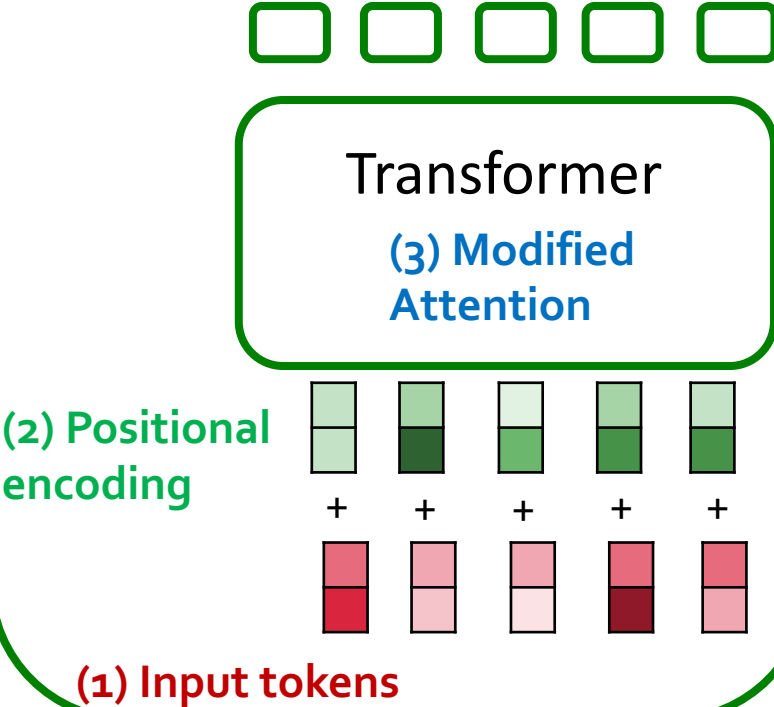 Transformer
(3) Modified
Attention
(2) Positional
encoding
+ + + + +
(1) Input tokens